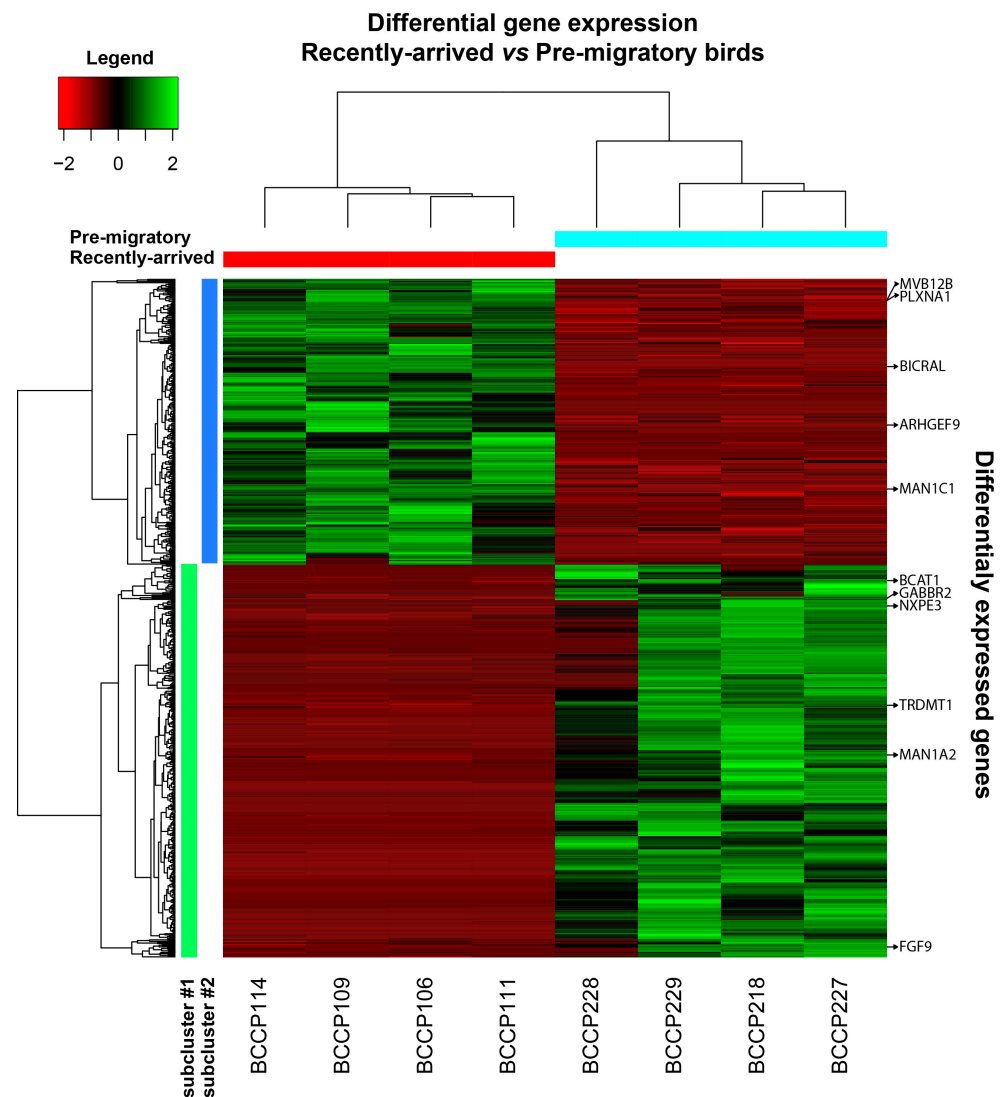 Differential gene expression
Recently-arrived vs Pre-migratory birds
Legend
−2 0 2
Pre-migratory
Recently-arrived
MVB12B
PLXNA1
BICRAL
ARHGEF9
MAN1C1
BCAT1
GABBR2
NXPE3
TRDMT1
MAN1A2
FGF9
Differentialy expressed genes
subcluster #1
subcluster #2
BCCP114
BCCP109
BCCP106
BCCP111
BCCP228
BCCP229
BCCP218
BCCP227